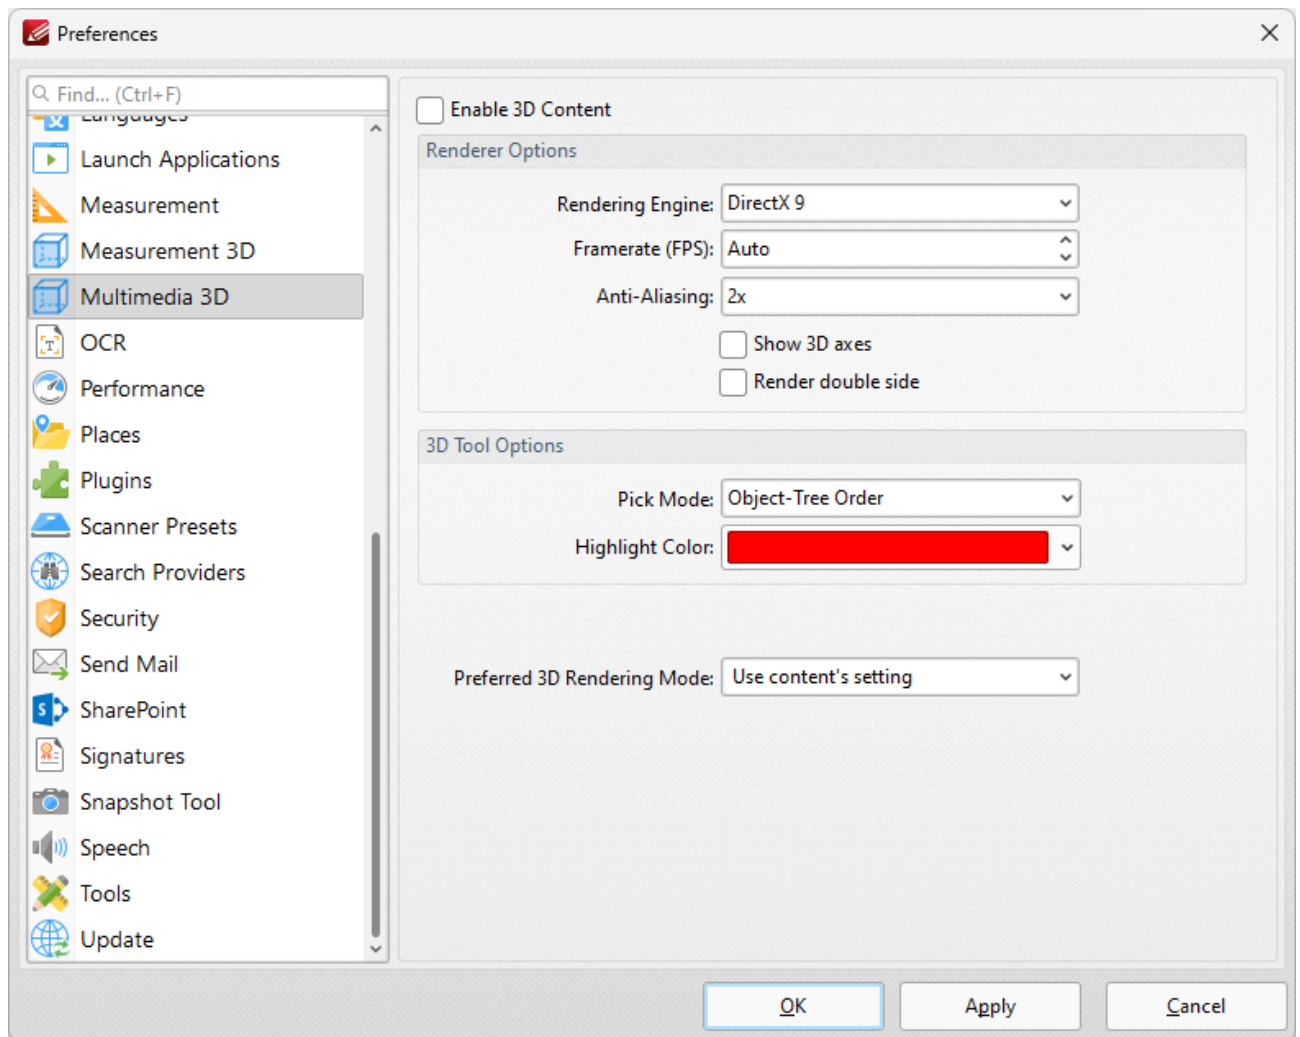 Preferences
Find... (Ctrl+F)
Languages
Launch Applications
Measurement
Measurement 3D
Multimedia 3D
OCR
Performance
Places
Plugins
Scanner Presets
Search Providers
Security
Send Mail
SharePoint
Signatures
Snapshot Tool
Speech
Tools
Update
Enable 3D Content
Renderer Options
Rendering Engine: DirectX 9
Framerate (FPS): Auto
Anti-Aliasing: 2x
Show 3D axes
Render double side
3D Tool Options
Pick Mode: Object-Tree Order
Highlight Color:
Preferred 3D Rendering Mode: Use content's setting
OK Apply Cancel